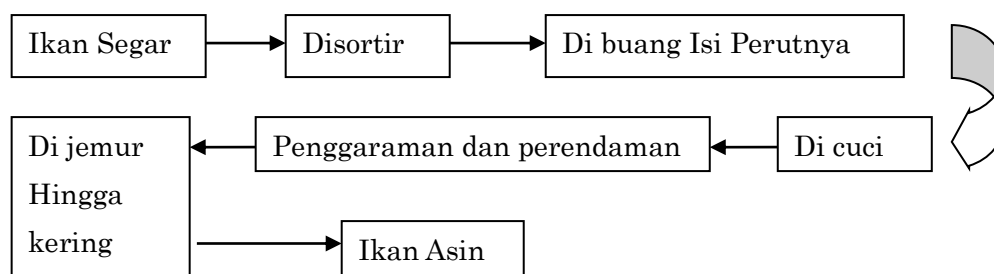 Ikan Segar
Disortir
Di buang Isi Perutnya
Di cuci
Penggaraman dan perendaman
Di jemur
Hingga
kering
Ikan Asin